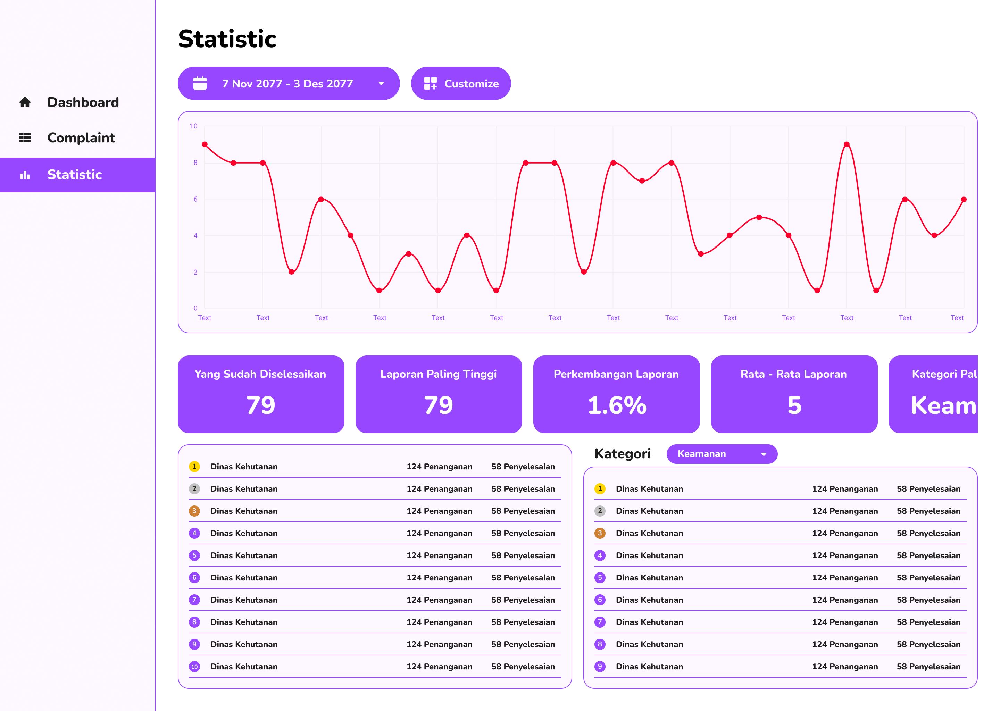 Dashboard
Complaint
Statistic
Statistic
7 Nov 2077 - 3 Des 2077
Customize
10
8
6
4
2
0
Text Text Text Text Text Text Text Text Text Text Text Text Text Text
Yang Sudah Diselesaikan
79
Laporan Paling Tinggi
79
Perkembangan Laporan
1.6%
Rata - Rata Laporan
5
Kategori Pal
Keam
1 Dinas Kehutanan 124 Penanganan 58 Penyelesaian
2 Dinas Kehutanan 124 Penanganan 58 Penyelesaian
3 Dinas Kehutanan 124 Penanganan 58 Penyelesaian
4 Dinas Kehutanan 124 Penanganan 58 Penyelesaian
5 Dinas Kehutanan 124 Penanganan 58 Penyelesaian
6 Dinas Kehutanan 124 Penanganan 58 Penyelesaian
7 Dinas Kehutanan 124 Penanganan 58 Penyelesaian
8 Dinas Kehutanan 124 Penanganan 58 Penyelesaian
9 Dinas Kehutanan 124 Penanganan 58 Penyelesaian
10 Dinas Kehutanan 124 Penanganan 58 Penyelesaian
Kategori
Keamanan
1 Dinas Kehutanan 124 Penanganan 58 Penyelesaian
2 Dinas Kehutanan 124 Penanganan 58 Penyelesaian
3 Dinas Kehutanan 124 Penanganan 58 Penyelesaian
4 Dinas Kehutanan 124 Penanganan 58 Penyelesaian
5 Dinas Kehutanan 124 Penanganan 58 Penyelesaian
6 Dinas Kehutanan 124 Penanganan 58 Penyelesaian
7 Dinas Kehutanan 124 Penanganan 58 Penyelesaian
8 Dinas Kehutanan 124 Penanganan 58 Penyelesaian
9 Dinas Kehutanan 124 Penanganan 58 Penyelesaian